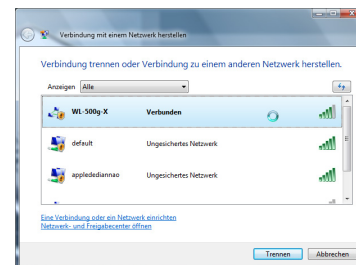 Verbindung mit einem Netzwerk herstellen
Verbindung trennen oder Verbindung zu einem anderen Netzwerk herstellen.
Anzeigen Alle
WL-500g-X Verbunden
default Ungesichertes Netzwerk
appledediannao Ungesichertes Netzwerk
Eine Verbindung oder ein Netzwerk einrichten
Netzwerk- und Freigabecenter öffnen
Trennen Abbrechen